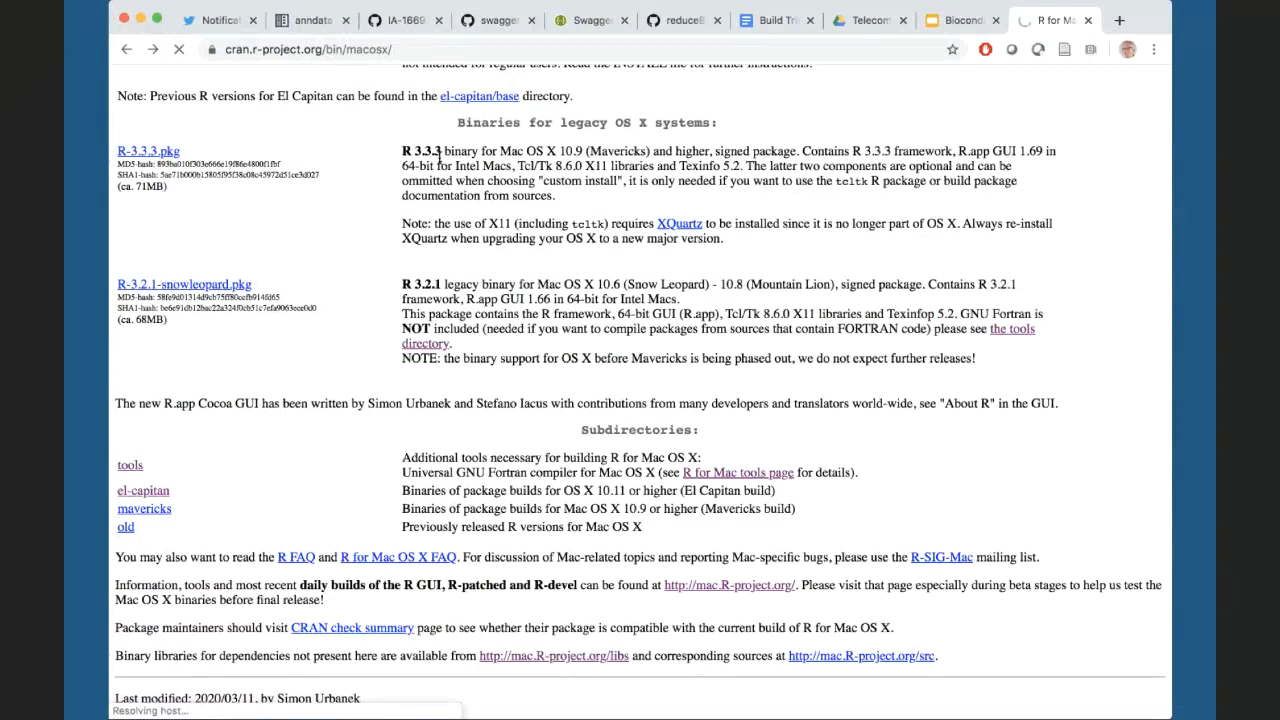 Notificat
anndata
IA-1669
swagge
Swagge
reduceB
Build Tri
Telecom
Biocond
R for Ma
cran.r-project.org/bin/macosx/
not intended for regular users. Read the INSTALL file for further instructions.
Note: Previous R versions for El Capitan can be found in the el-capitan/base directory.
Binaries for legacy OS X systems:
R-3.3.3.pkg
MD5-hash: 893ba010f303e666e19f86e4800f1fbf
SHA1-hash: 5ae71b000b15805f95f38c08c45972d51ce3d027
(ca. 71MB)
R 3.3.3 binary for Mac OS X 10.9 (Mavericks) and higher, signed package. Contains R 3.3.3 framework, R.app GUI 1.69 in
64-bit for Intel Macs, Tcl/Tk 8.6.0 X11 libraries and Texinfo 5.2. The latter two components are optional and can be
ommitted when choosing "custom install", it is only needed if you want to use the tcltk R package or build package
documentation from sources.
Note: the use of X11 (including tcltk) requires XQuartz to be installed since it is no longer part of OS X. Always re-install
XQuartz when upgrading your OS X to a new major version.
R-3.2.1-snowleopard.pkg
MD5-hash: 58fe9d01314d9cb75ff80ccfb914fd65
SHA1-hash: be6e91db12bac22a324f0cb51c7efa9063ece0d0
(ca. 68MB)
R 3.2.1 legacy binary for Mac OS X 10.6 (Snow Leopard) - 10.8 (Mountain Lion), signed package. Contains R 3.2.1
framework, R.app GUI 1.66 in 64-bit for Intel Macs.
This package contains the R framework, 64-bit GUI (R.app), Tcl/Tk 8.6.0 X11 libraries and Texinfop 5.2. GNU Fortran is
NOT included (needed if you want to compile packages from sources that contain FORTRAN code) please see the tools
directory.
NOTE: the binary support for OS X before Mavericks is being phased out, we do not expect further releases!
The new R.app Cocoa GUI has been written by Simon Urbanek and Stefano Iacus with contributions from many developers and translators world-wide, see "About R" in the GUI.
Subdirectories:
tools
Additional tools necessary for building R for Mac OS X:
Universal GNU Fortran compiler for Mac OS X (see R for Mac tools page for details).
el-capitan
Binaries of package builds for OS X 10.11 or higher (El Capitan build)
mavericks
Binaries of package builds for Mac OS X 10.9 or higher (Mavericks build)
old
Previously released R versions for Mac OS X
You may also want to read the R FAQ and R for Mac OS X FAQ. For discussion of Mac-related topics and reporting Mac-specific bugs, please use the R-SIG-Mac mailing list.
Information, tools and most recent daily builds of the R GUI, R-patched and R-devel can be found at http://mac.R-project.org/. Please visit that page especially during beta stages to help us test the
Mac OS X binaries before final release!
Package maintainers should visit CRAN check summary page to see whether their package is compatible with the current build of R for Mac OS X.
Binary libraries for dependencies not present here are available from http://mac.R-project.org/libs and corresponding sources at http://mac.R-project.org/src.
Last modified: 2020/03/11, by Simon Urbanek
Resolving host...